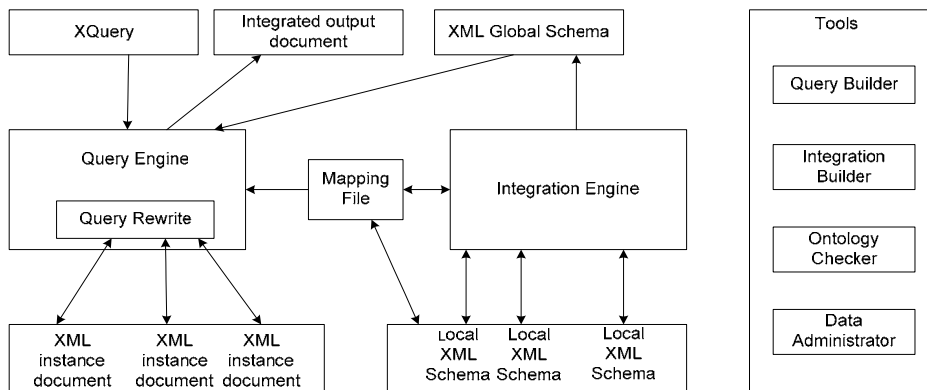 XQuery
Integrated output
document
XML Global Schema
Tools
Query Builder
Query Engine
Mapping
File
Integration Engine
Integration
Builder
Query Rewrite
Ontology
Checker
XML
instance
document
XML
instance
document
XML
instance
document
Local
XML
Schema
Local
XML
Schema
Local
XML
Schema
Data
Administrator